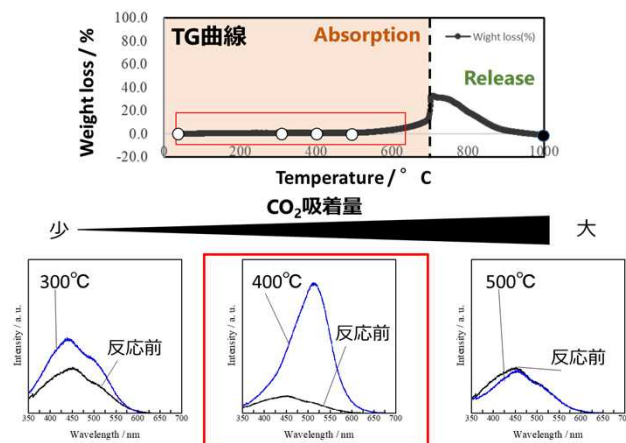 100.0
80.0
60.0
40.0
20.0
0.0
-20.0
Weight loss / %
TG曲線
Absorption
Wight loss(%)
Release
0
200
400
600
800
1000
Temperature / ° C
CO₂吸着量
少
大
300℃
反応前
Intensity / a. u.
350 400 450 500 550 600 650 700
Wavelength / nm
400℃
反応前
Intensity / a. u.
350 400 450 500 550 600 650 700
Wavelength / nm
500℃
反応前
Intensity / a. u.
350 400 450 500 550 600 650 700
Wavelength / nm